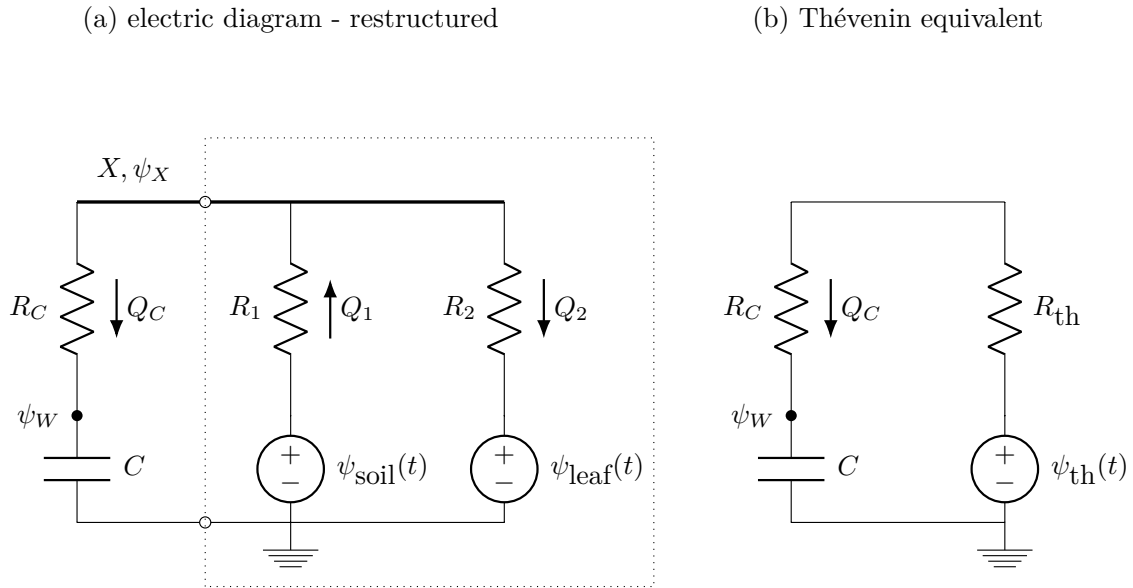 (a) electric diagram - restructured
(b) Thévenin equivalent
X, ψ_X
R_C
Q_C
R_1
Q_1
R_2
Q_2
R_C
Q_C
R_th
ψ_W
ψ_W
C
+
−
ψ_soil(t)
+
−
ψ_leaf(t)
C
+
−
ψ_th(t)